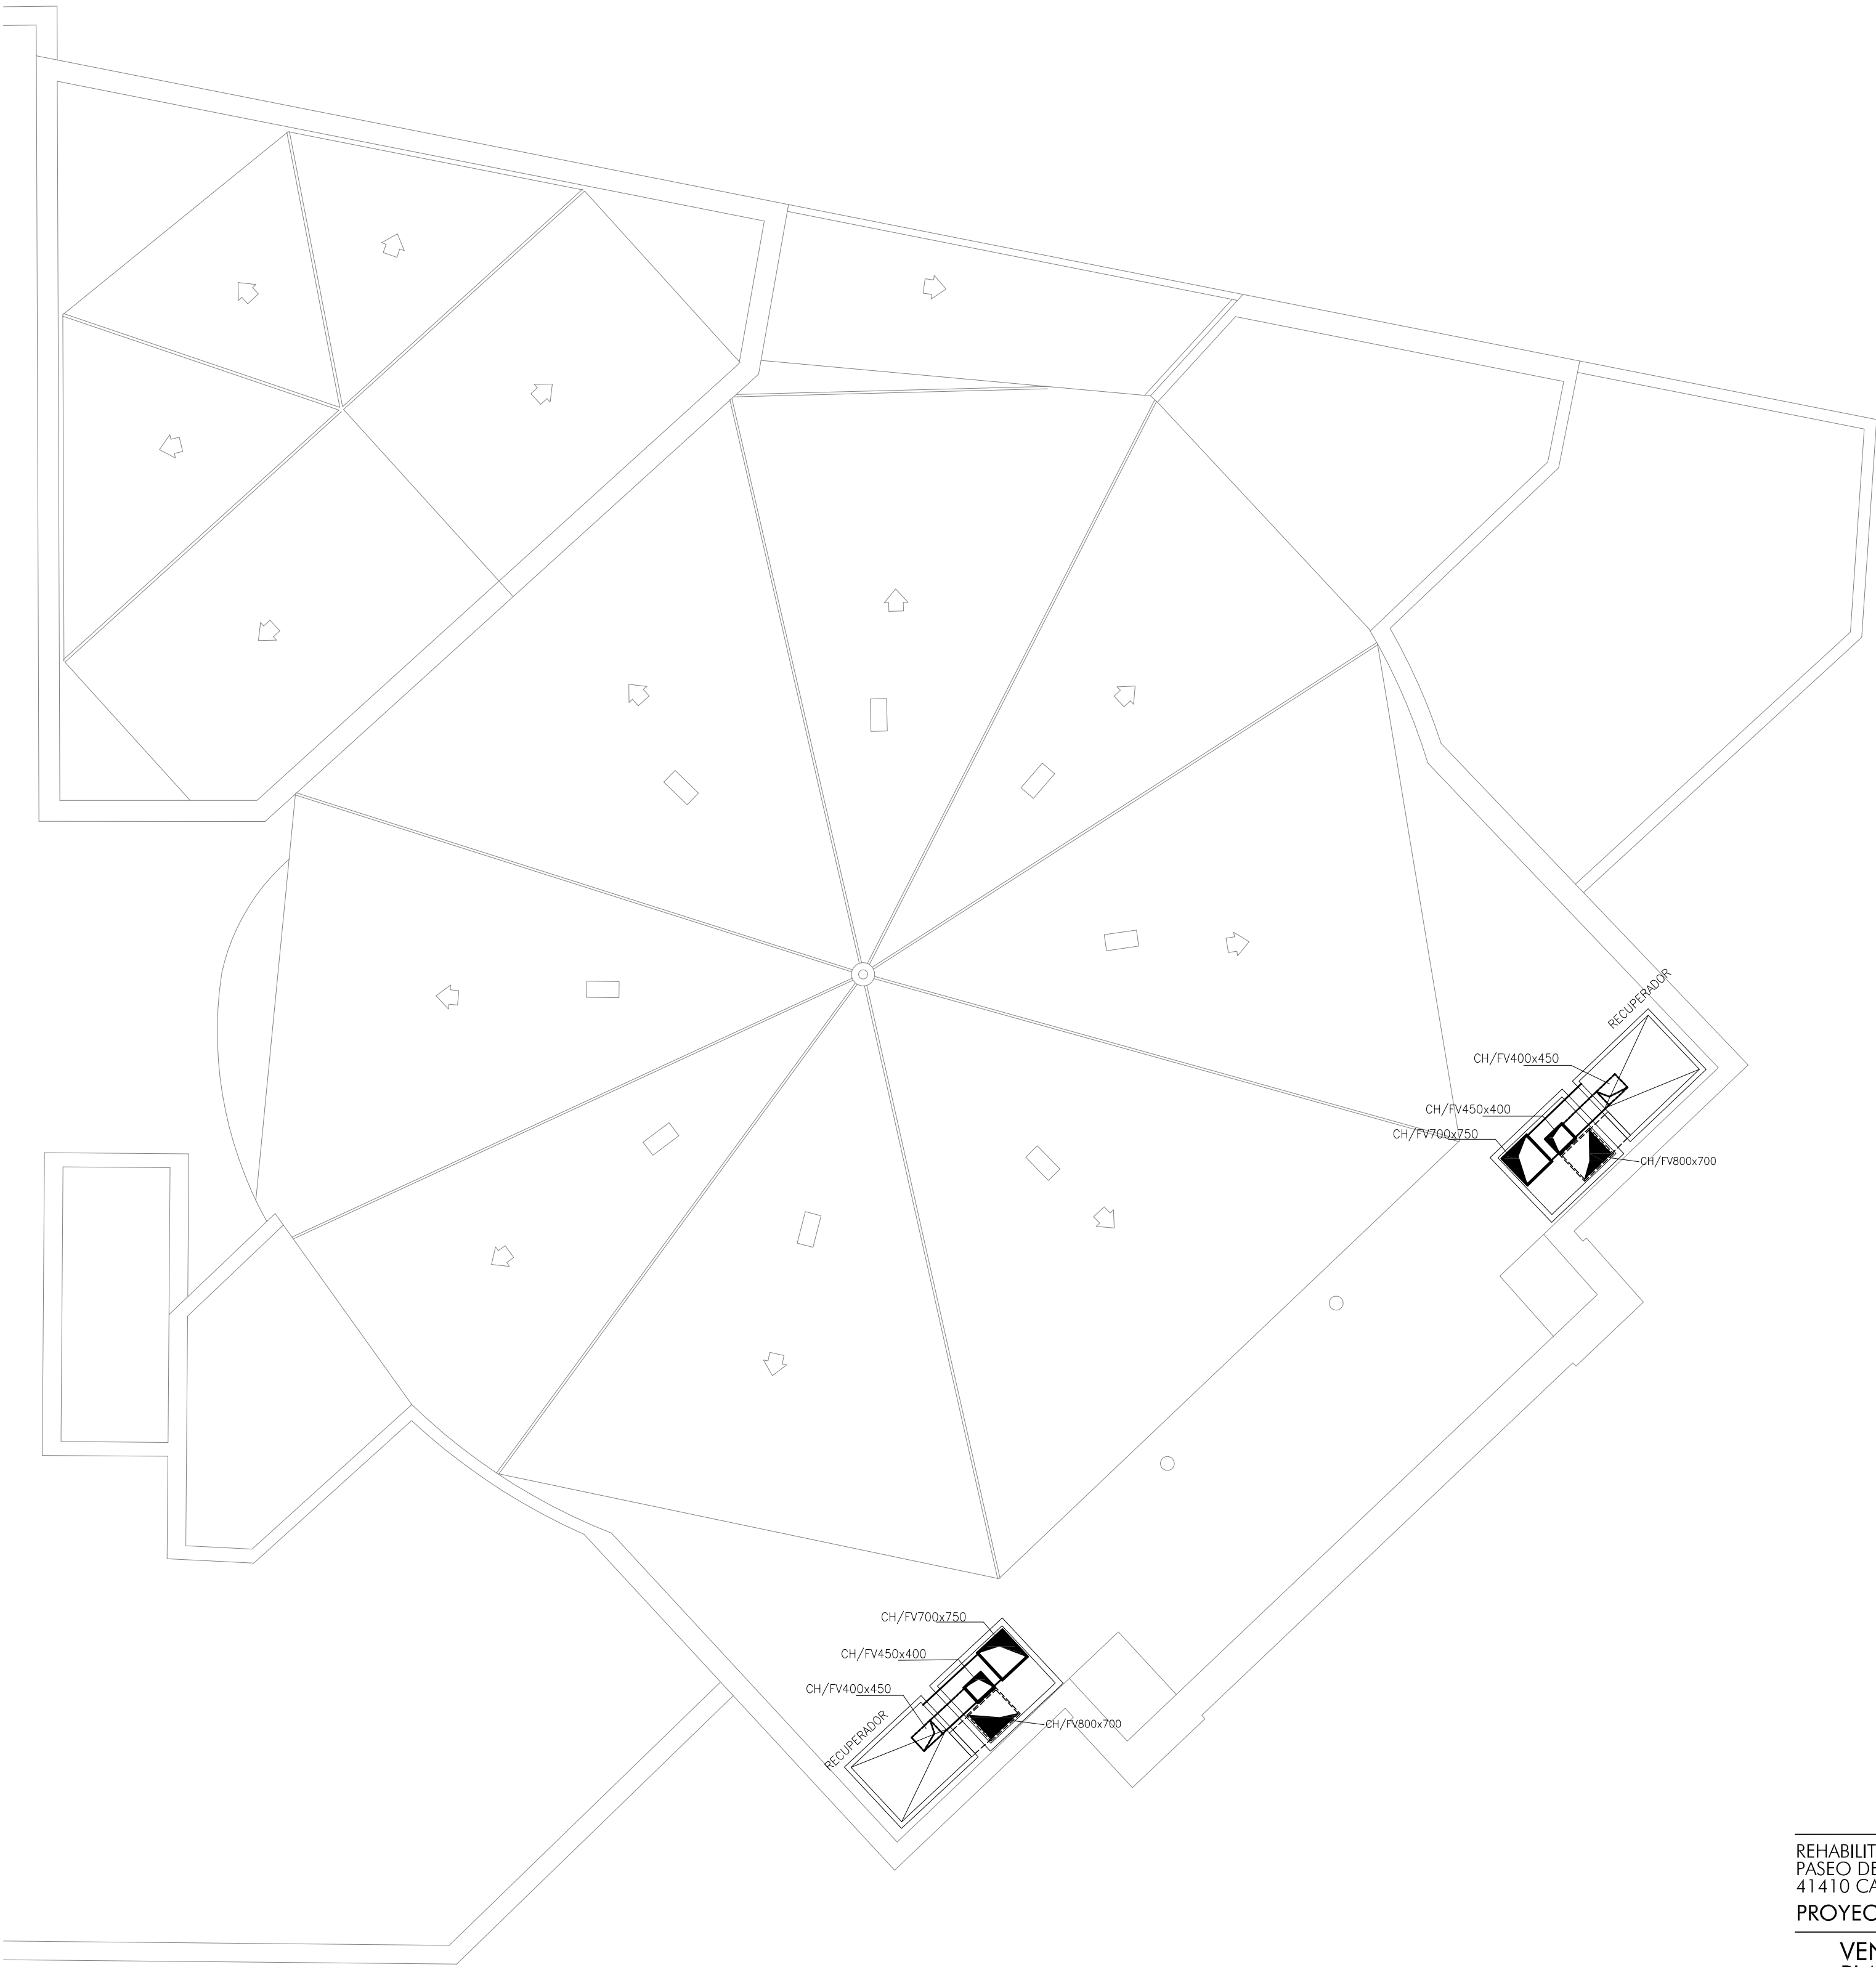 RECUPERADOR
CH/FV400x450
CH/FV450x400
CH/FV700x750
CH/FV800x700
CH/FV700x750
CH/FV450x400
CH/FV400x450
RECUPERADOR
CH/FV800x700
REHABILIT
PASEO DE
41410 CA
PROYEC
VEN